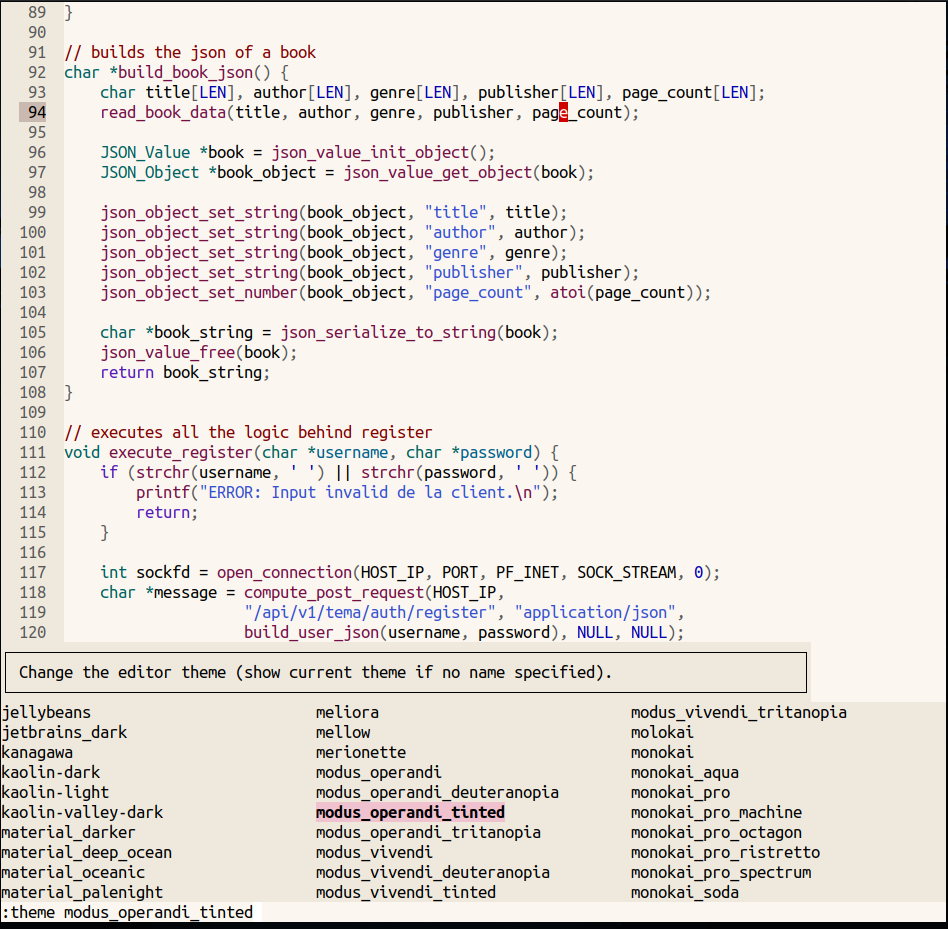 89 }
90
91 // builds the json of a book
92 char *build_book_json() {
93     char title[LEN], author[LEN], genre[LEN], publisher[LEN], page_count[LEN];
94     read_book_data(title, author, genre, publisher, page_count);
95
96     JSON_Value *book = json_value_init_object();
97     JSON_Object *book_object = json_value_get_object(book);
98
99     json_object_set_string(book_object, "title", title);
100     json_object_set_string(book_object, "author", author);
101     json_object_set_string(book_object, "genre", genre);
102     json_object_set_string(book_object, "publisher", publisher);
103     json_object_set_number(book_object, "page_count", atoi(page_count));
104
105     char *book_string = json_serialize_to_string(book);
106     json_value_free(book);
107     return book_string;
108 }
109
110 // executes all the logic behind register
111 void execute_register(char *username, char *password) {
112     if (strchr(username, ' ') || strchr(password, ' ')) {
113         printf("ERROR: Input invalid de la client.\n");
114         return;
115     }
116
117     int sockfd = open_connection(HOST_IP, PORT, PF_INET, SOCK_STREAM, 0);
118     char *message = compute_post_request(HOST_IP,
119                     "/api/v1/tema/auth/register", "application/json",
120                     build_user_json(username, password), NULL, NULL);
Change the editor theme (show current theme if no name specified).
jellybeans meliora modus_vivendi_tritanopia
jetbrains_dark mellow molokai
kanagawa merionette monokai
kaolin-dark modus_operandi monokai_aqua
kaolin-light modus_operandi_deuteranopia monokai_pro
kaolin-valley-dark modus_operandi_tinted monokai_pro_machine
material_darker modus_operandi_tritanopia monokai_pro_octagon
material_deep_ocean modus_vivendi monokai_pro_ristretto
material_oceanic modus_vivendi_deuteranopia monokai_pro_spectrum
material_palenight modus_vivendi_tinted monokai_soda
:theme modus_operandi_tinted